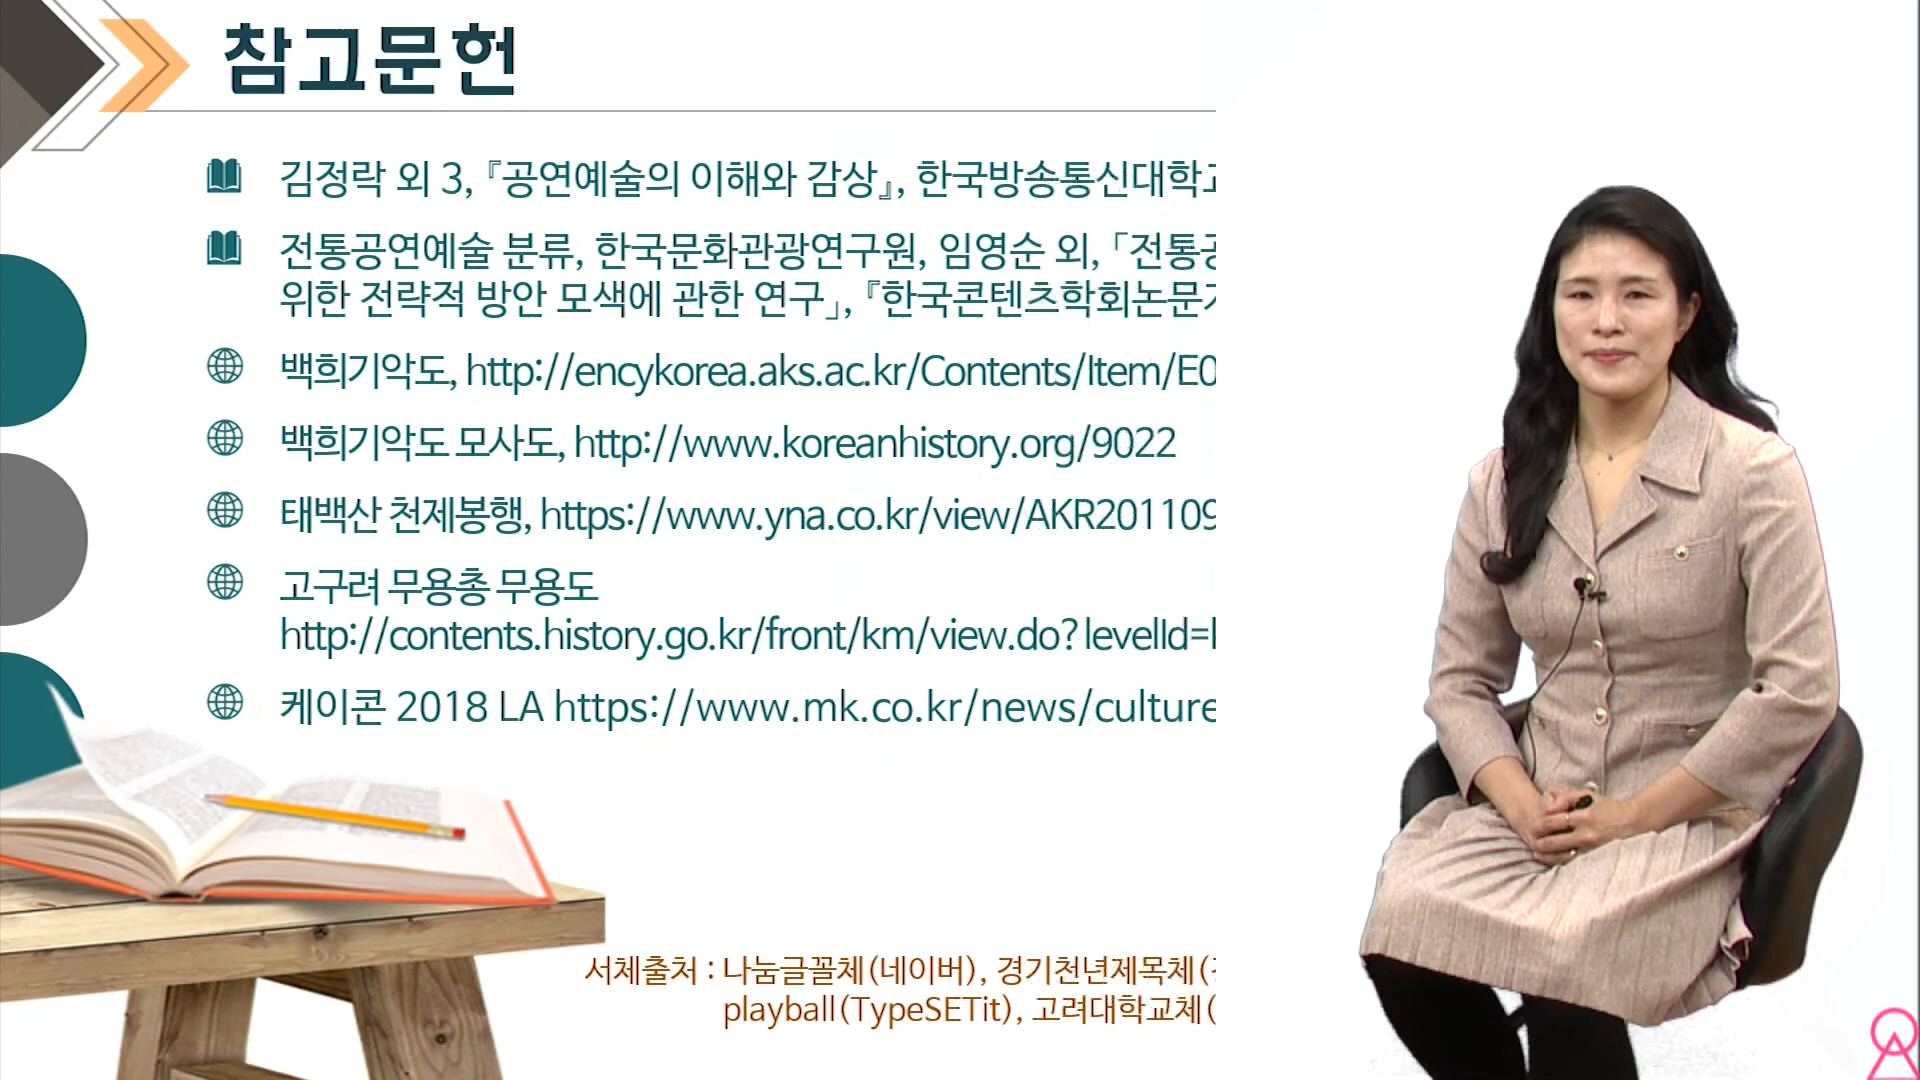 참고문헌
김정락 외 3, 『공연예술의 이해와 감상』, 한국방송통신대학교
전통공연예술 분류, 한국문화관광연구원, 임영순 외, 「전통공
위한 전략적 방안 모색에 관한 연구」, 『한국콘텐츠학회논문지
백희기악도, http://encykorea.aks.ac.kr/Contents/Item/E0
백희기악도 모사도, http://www.koreanhistory.org/9022
태백산 천제봉행, https://www.yna.co.kr/view/AKR201109
고구려 무용총 무용도
http://contents.history.go.kr/front/km/view.do?levelId=
케이콘 2018 LA https://www.mk.co.kr/news/culture
서체출처 : 나눔글꼴체(네이버), 경기천년제목체(
playball(TypeSETit), 고려대학교체(